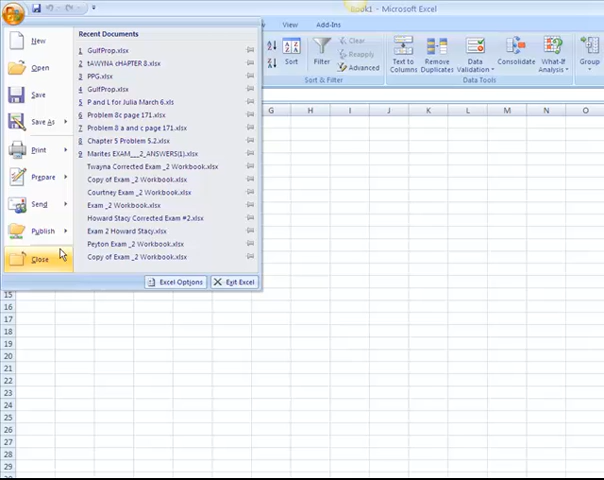 Book1 - Microsoft Excel
View Add-Ins
Sort Filter Clear Reapply Advanced Text to Columns Remove Duplicates Data Validation Consolidate What-If Analysis Group
Sort & Filter Data Tools
G H I J K L M N O
New
Open
Save
Save As
Print
Prepare
Send
Publish
Close
Recent Documents
1 GulfProp.xlsx
2 tAWYNA cHAPTER 8.xlsx
3 PPG.xlsx
4 GulfProp.xlsx
5 P and L for Julia March 6.xls
6 Problem 8c page 171.xlsx
7 Problem 8 a and c page 171.xlsx
8 Chapter 5 Problem 5.2.xlsx
9 Marites EXAM___2_ANSWERS(1).xlsx
Twayna Corrected Exam _2 Workbook.xlsx
Copy of Exam _2 Workbook.xlsx
Courtney Exam _2 Workbook.xlsx
Exam _2 Workbook.xlsx
Howard Stacy Corrected Exam #2.xlsx
Exam 2 Howard Stacy.xlsx
Peyton Exam _2 Workbook.xlsx
Copy of Exam _2 Workbook.xlsx
Excel Options Exit Excel
15
16
17
18
19
20
21
22
23
24
25
26
27
28
29